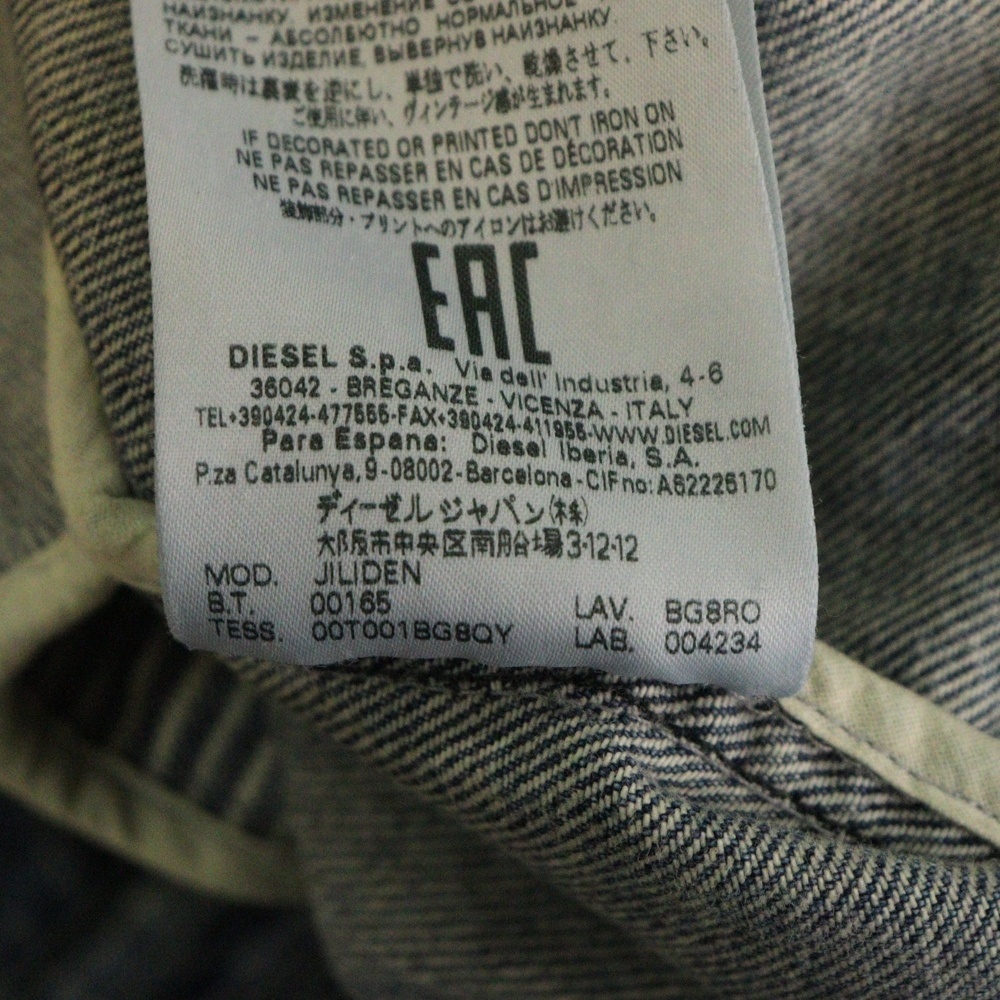 НАИЗНАНКУ. ИЗМЕНЕНИЕ
ТКАНИ - АБСОЛЮТНО НОРМАЛЬНОЕ
СУШИТЬ ИЗДЕЛИЕ, ВЫВЕРНУВ НАИЗНАНКУ.
洗濯時は裏表を逆にし、単独で洗い、乾燥させて、下さい。
ご使用に伴い、ヴィンテージ感が生まれます。
IF DECORATED OR PRINTED DONT IRON ON
NE PAS REPASSER EN CAS DE DÉCORATION
NE PAS REPASSER EN CAS D'IMPRESSION
装飾部分・プリントへのアイロンはお避けください。
EAC
DIESEL S.p.a. Via dell' Industria, 4-6
36042 - BREGANZE - VICENZA - ITALY
TEL+390424-477555-FAX+390424-411955-WWW.DIESEL.COM
Para Espana: Diesel Iberia, S.A.
P.za Catalunya,9-08002-Barcelona-CIF no:A62226170
ディーゼル ジャパン(株)
大阪市中央区南船場3-12-12
MOD. JILIDEN
B.T. 00165 LAV. BG8RO
TESS. 00T001BG8QY LAB. 004234